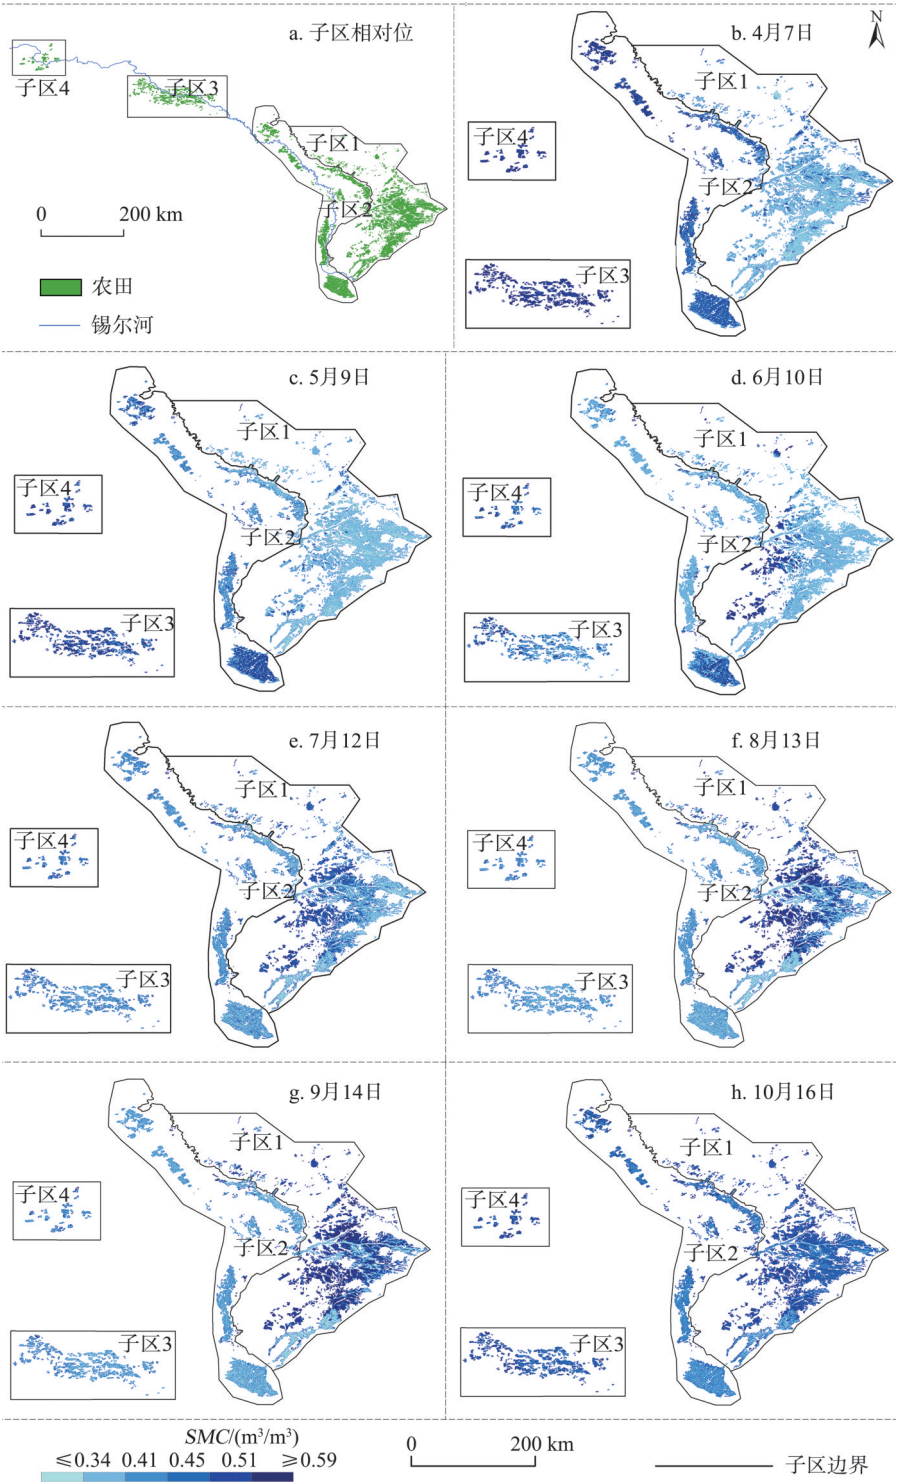 a. 子区相对位
子区4
子区3
子区1
子区2
0 200 km
农田
锡尔河
b. 4月7日
N
子区1
子区4
子区2
子区3
c. 5月9日
子区1
子区4
子区2
子区3
d. 6月10日
子区1
子区4
子区2
子区3
e. 7月12日
子区1
子区4
子区2
子区3
f. 8月13日
子区1
子区4
子区2
子区3
g. 9月14日
子区1
子区4
子区2
子区3
h. 10月16日
子区1
子区4
子区2
子区3
SMC/(m³/m³)
≤0.34 0.41 0.45 0.51 ≥0.59
0 200 km
子区边界